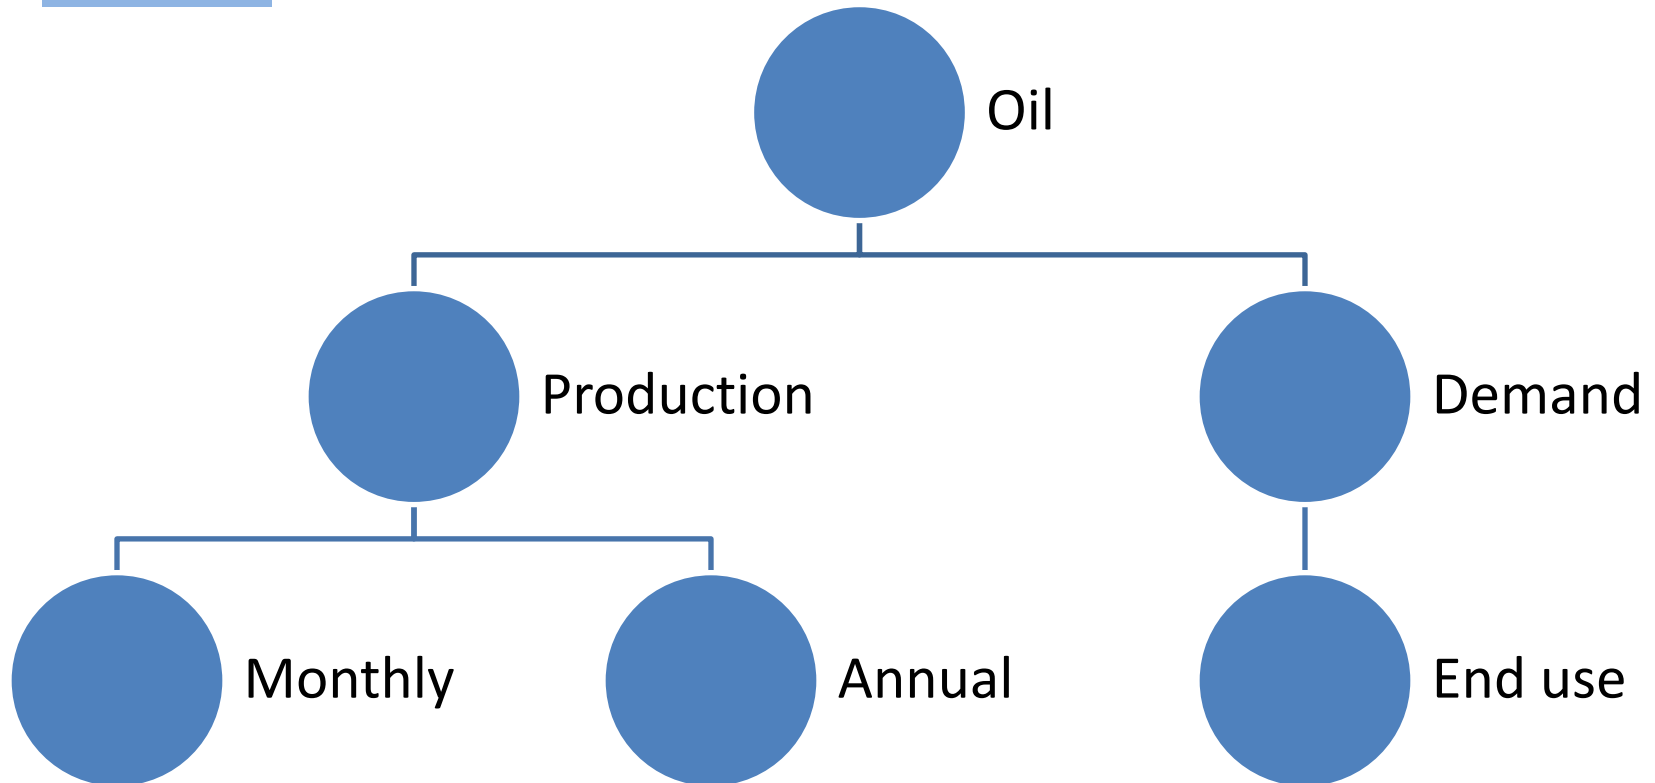 Oil
Production
Demand
Monthly
Annual
End use